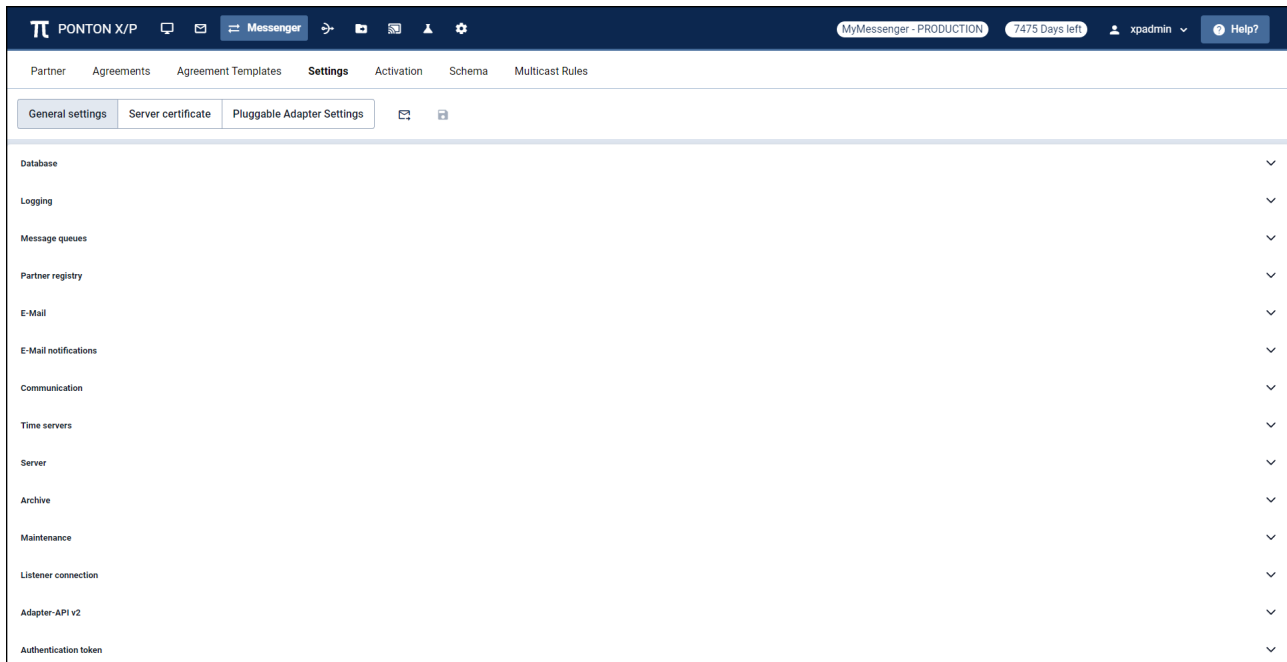 PONTON X/P Messenger MyMessenger - PRODUCTION 7475 Days left xpadmin Help?
Partner Agreements Agreement Templates Settings Activation Schema Multicast Rules
General settings Server certificate Pluggable Adapter Settings
Database
Logging
Message queues
Partner registry
E-Mail
E-Mail notifications
Communication
Time servers
Server
Archive
Maintenance
Listener connection
Adapter-API v2
Authentication token